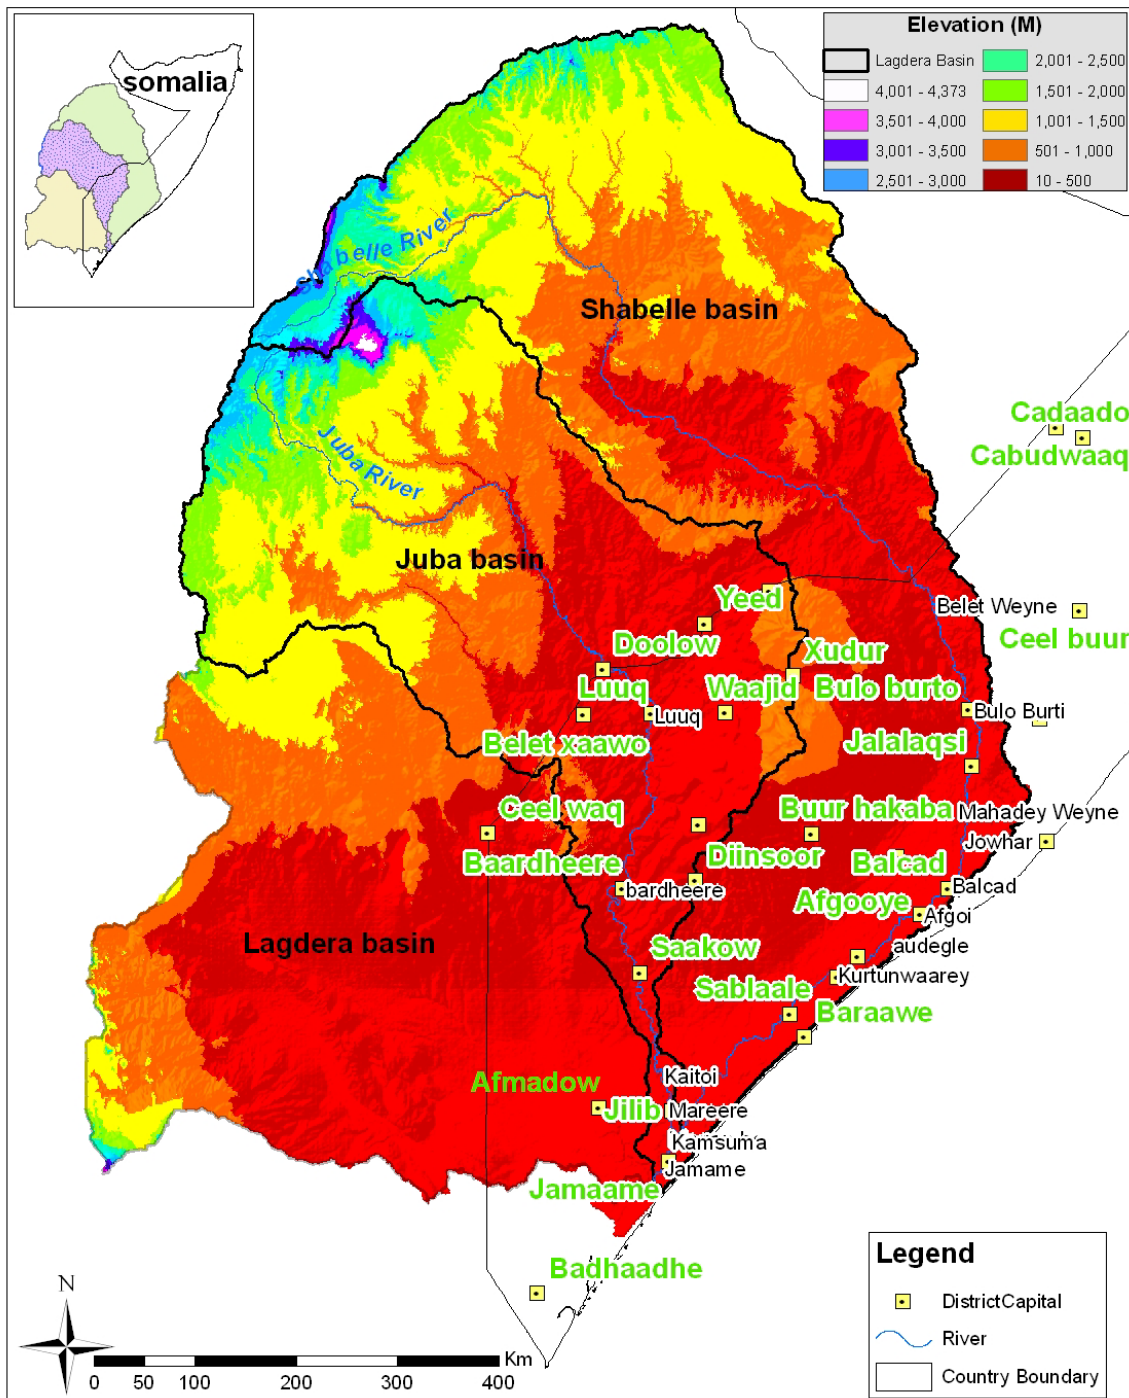 somalia
Elevation (M)
Lagdera Basin
4,001 - 4,373
3,501 - 4,000
3,001 - 3,500
2,501 - 3,000
2,001 - 2,500
1,501 - 2,000
1,001 - 1,500
501 - 1,000
10 - 500
Shabelle River
Shabelle basin
Cadaado
Cabudwaaq
Juba River
Juba basin
Yeed
Belet Weyne
Ceel buur
Doolow
Xudur
Luuq
Waajid
Bulo burto
Luuq
Bulo Burti
Belet xaawo
Jalalaqsi
Ceel waq
Buur hakaba
Mahadey Weyne
Jowhar
Baardheere
Diinsoor
Balcad
bardheere
Balcad
Afgooye
Afgoi
Lagdera basin
Saakow
audegle
Kurtunwaarey
Sablaale
Baraawe
Kaitoi
Afmadow
Jilib
Mareere
Kamsuma
Jamame
Jamaame
Badhaadhe
Legend
DistrictCapital
River
Country Boundary
N
Km
0 50 100 200 300 400